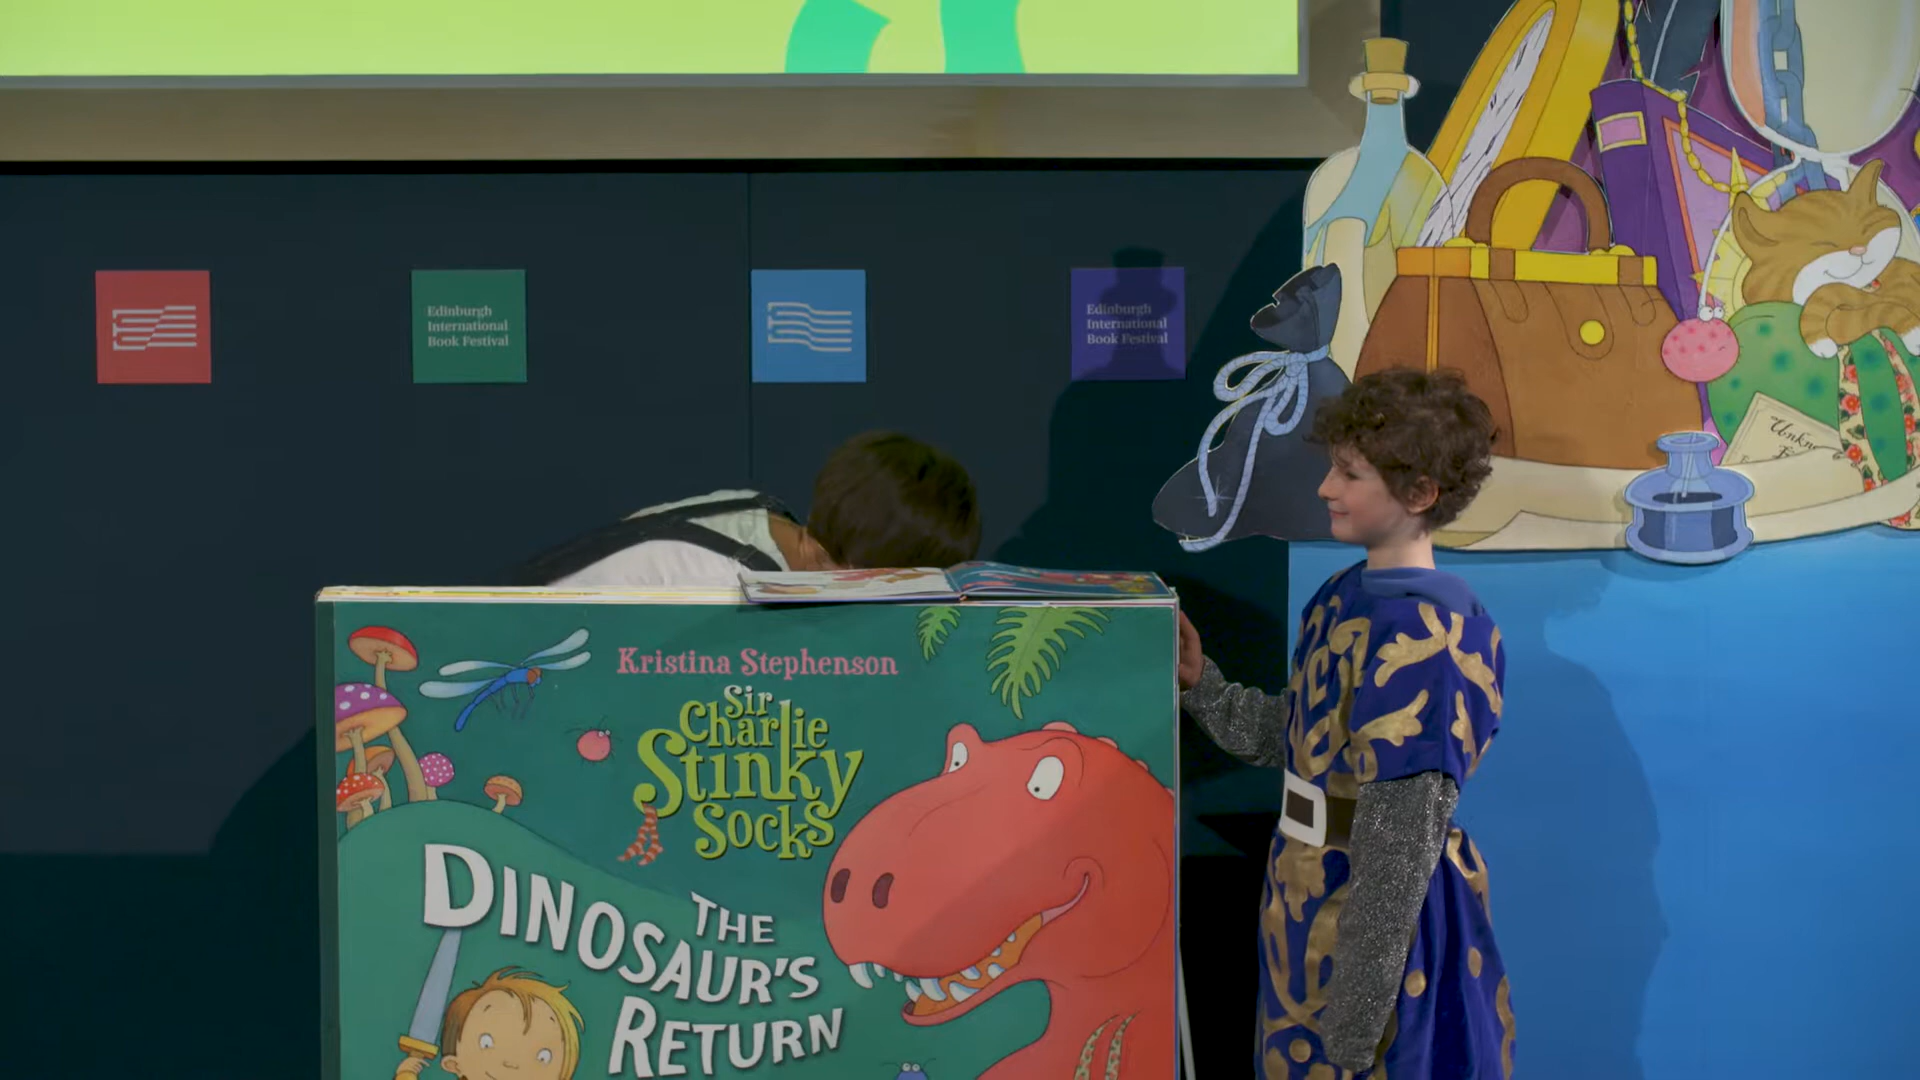 Edinburgh
International
Book Festival
Edinburgh
International
Book Festival
Kristina Stephenson
Sir
Charlie
Stinky
Socks
THE
DINOSAUR'S
RETURN